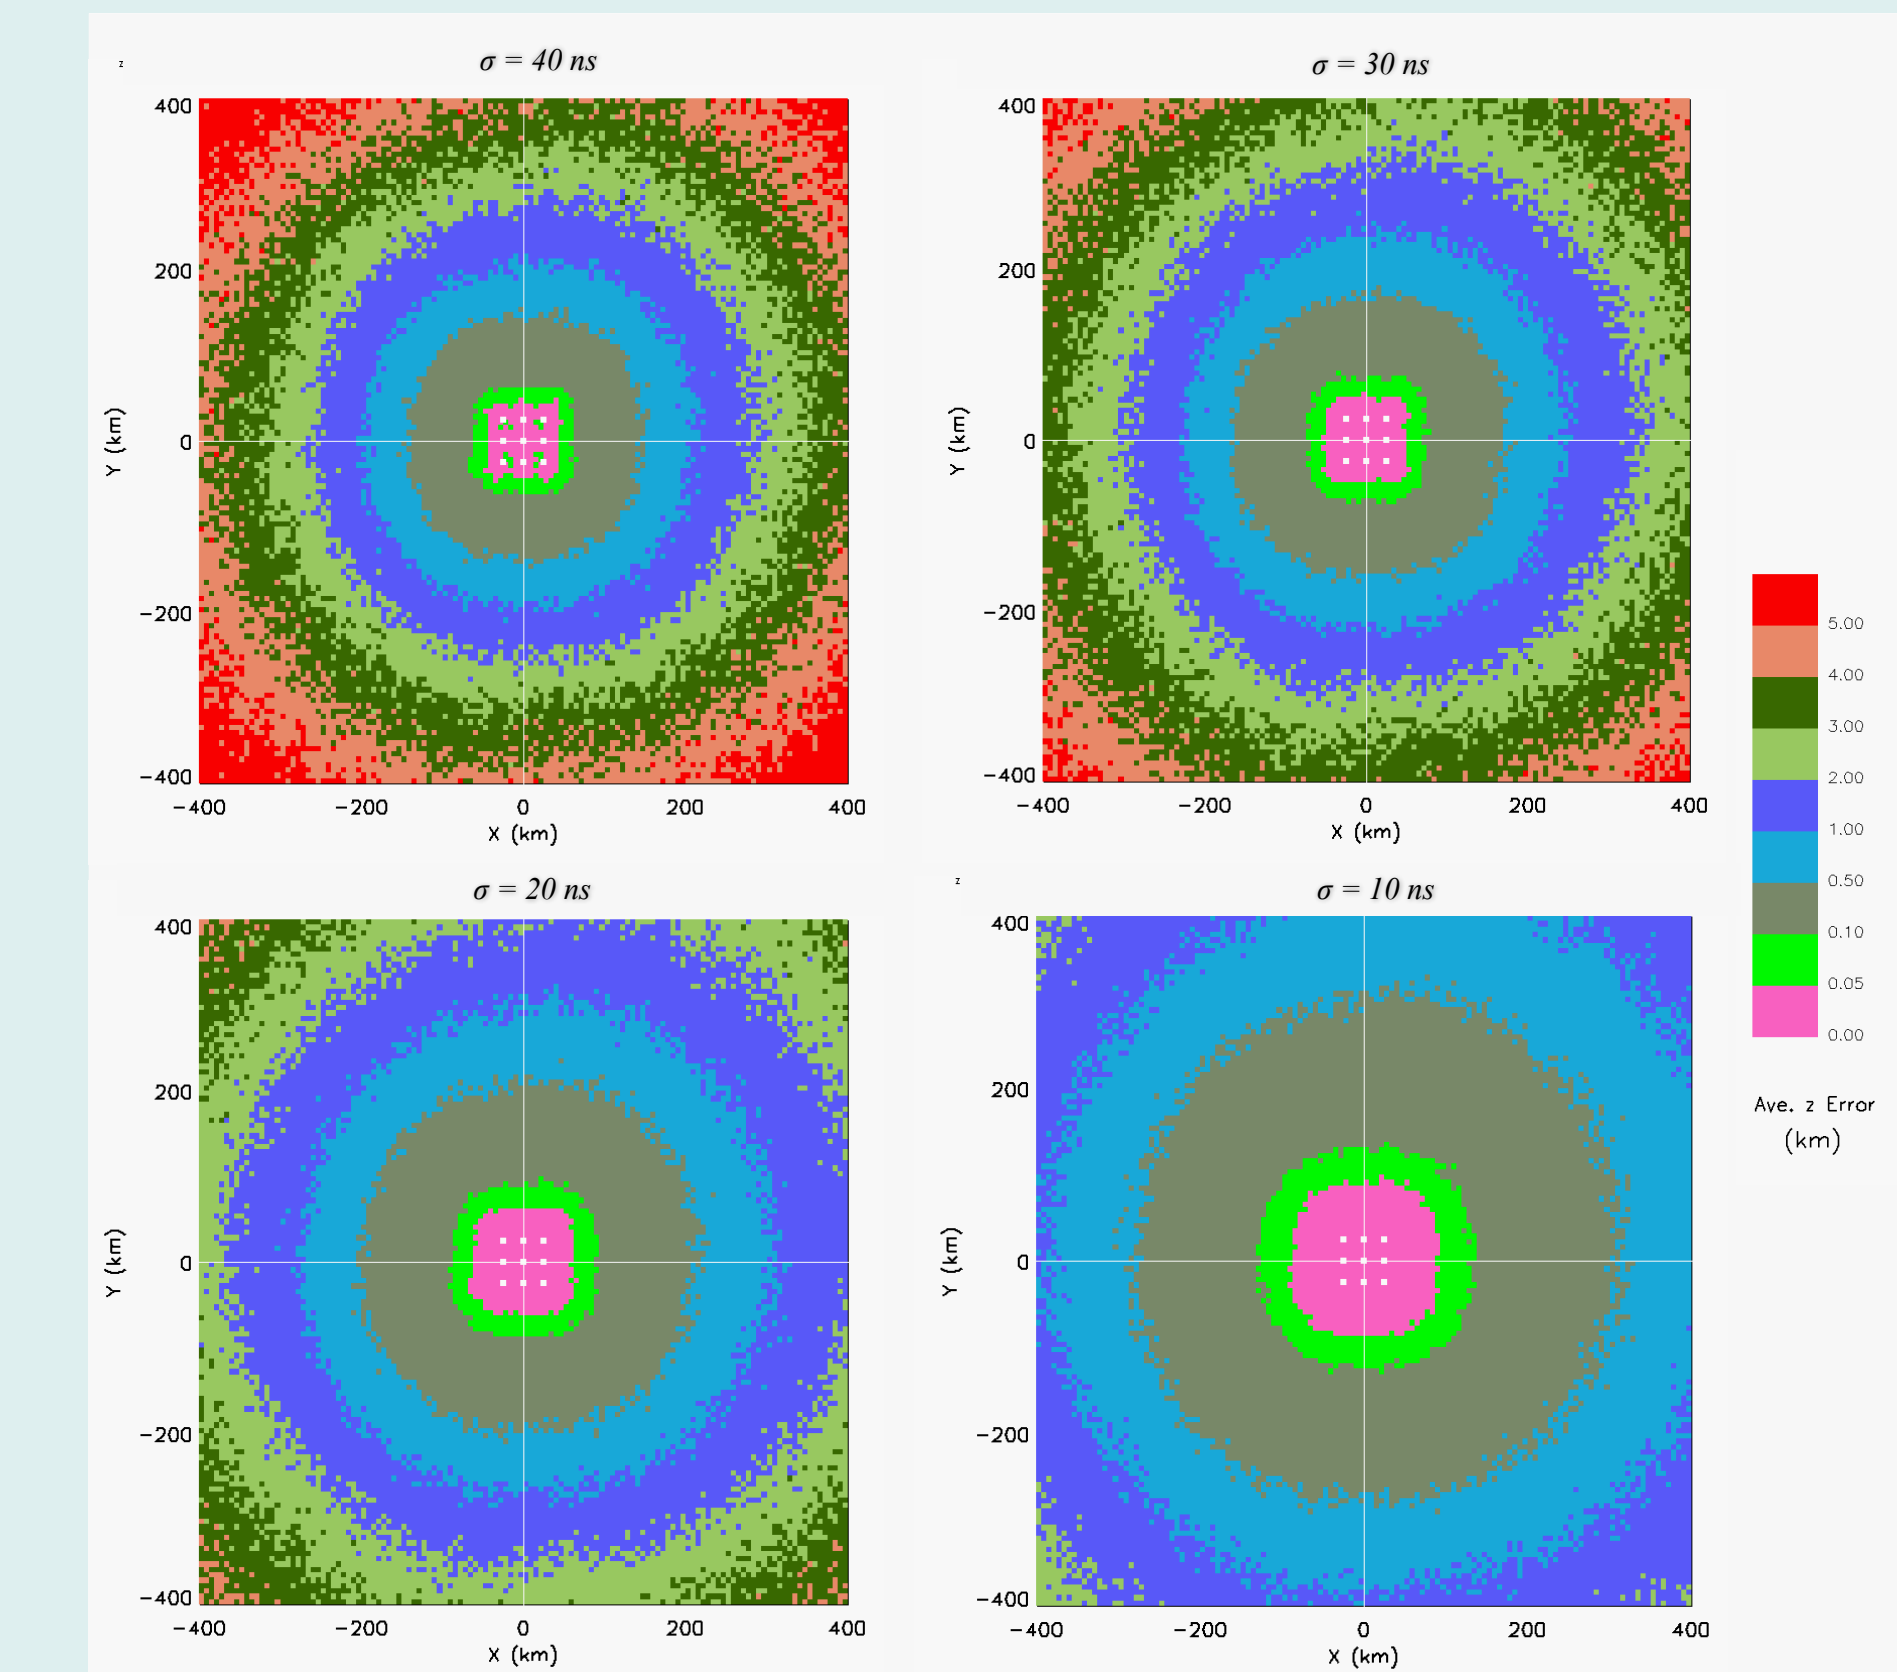 z
σ = 40 ns
400
200
0
−200
−400
Y (km)
−400 −200 0 200 400
X (km)
σ = 30 ns
400
200
0
−200
−400
Y (km)
−400 −200 0 200 400
X (km)
σ = 20 ns
400
200
0
−200
−400
Y (km)
−400 −200 0 200 400
X (km)
z
σ = 10 ns
400
200
0
−200
−400
Y (km)
−400 −200 0 200 400
X (km)
5.00
4.00
3.00
2.00
1.00
0.50
0.10
0.05
0.00
Ave. z Error
(km)